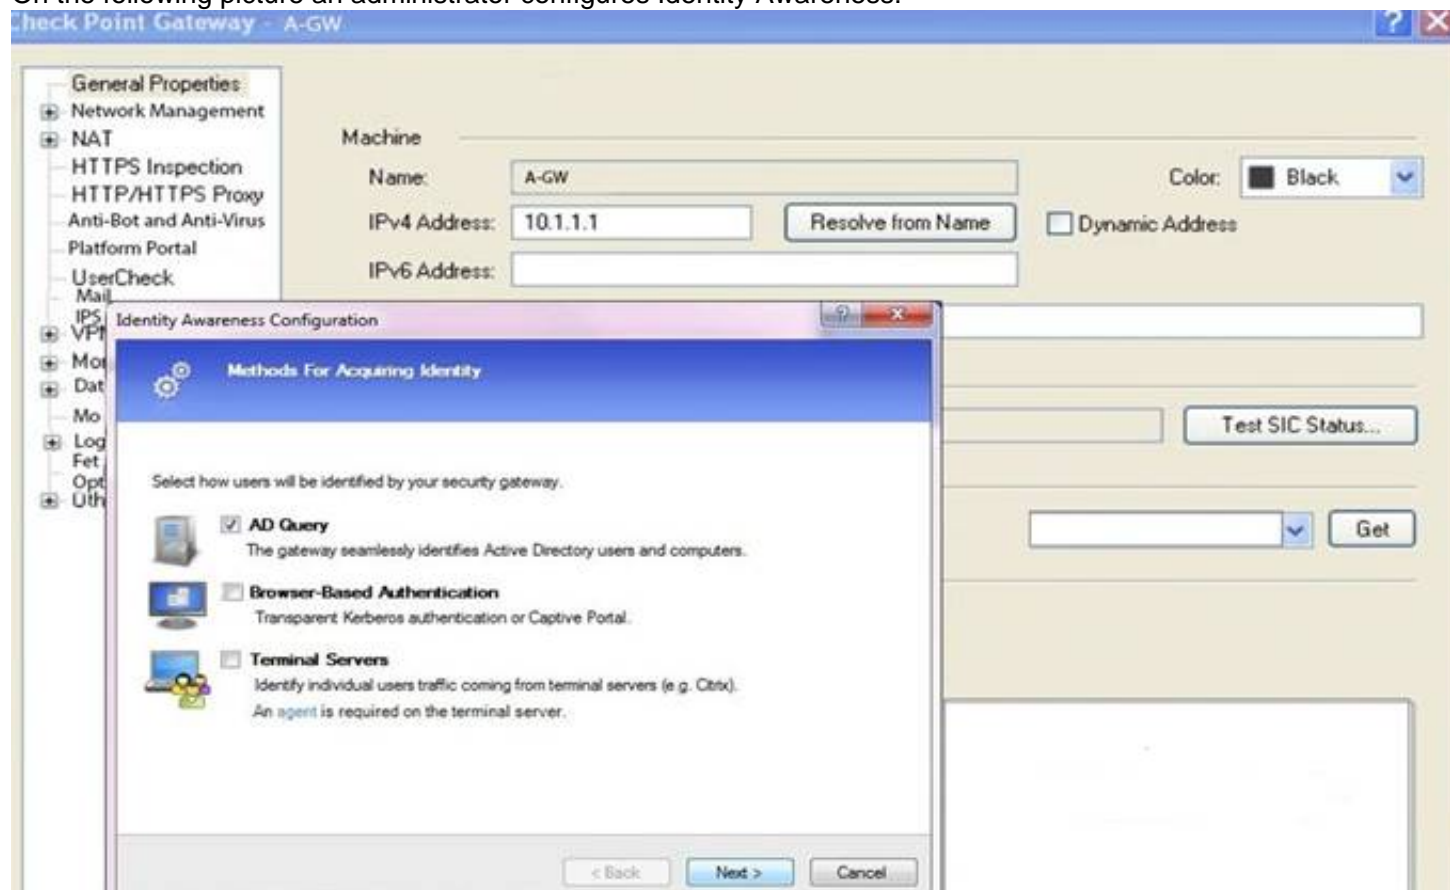 On the following picture an administrator configures Identity Awareness:
Check Point Gateway - A-GW
General Properties
Network Management
NAT
HTTPS Inspection
HTTP/HTTPS Proxy
Anti-Bot and Anti-Virus
Platform Portal
UserCheck
Mail
IPS
VPN
Mo
Dat
Mo
Log
Fet
Opt
Oth
Machine
Name:
A-GW
Color:
Black
IPv4 Address:
10.1.1.1
Resolve from Name
Dynamic Address
IPv6 Address:
Test SIC Status...
Get
Identity Awareness Configuration
Methods For Acquiring Identity
Select how users will be identified by your security gateway.
AD Query
The gateway seamlessly identifies Active Directory users and computers.
Browser-Based Authentication
Transparent Kerberos authentication or Captive Portal.
Terminal Servers
Identify individual users traffic coming from terminal servers (e.g. Citrix).
An agent is required on the terminal server.
< Back
Next >
Cancel